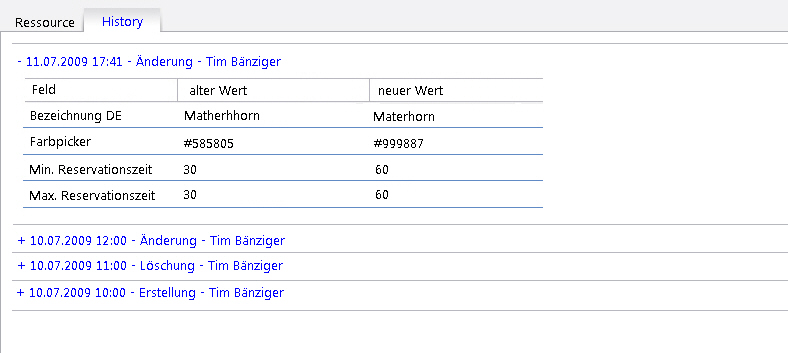 Ressource History
- 11.07.2009 17:41 - Änderung - Tim Bänziger
Feld alter Wert neuer Wert
Bezeichnung DE Matherhhorn Materhorn
Farbpicker #585805 #999887
Min. Reservationszeit 30 60
Max. Reservationszeit 30 60
+ 10.07.2009 12:00 - Änderung - Tim Bänziger
+ 10.07.2009 11:00 - Löschung - Tim Bänziger
+ 10.07.2009 10:00 - Erstellung - Tim Bänziger